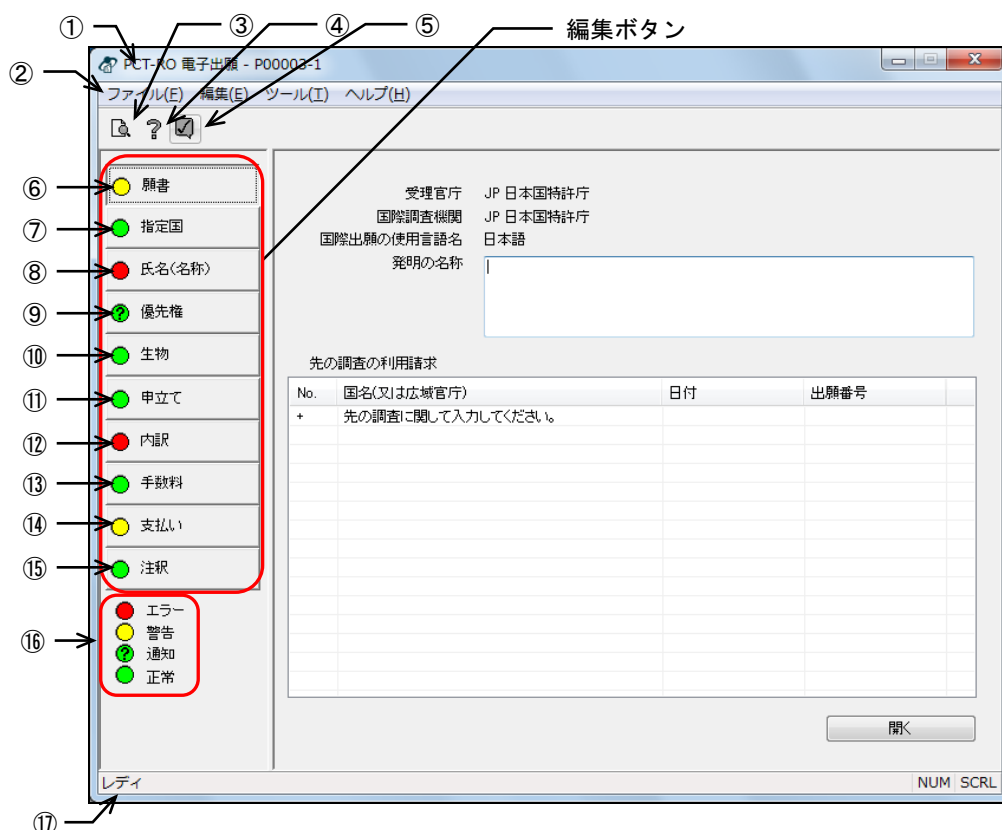 ① ③ ④ ⑤ 編集ボタン
PCT-RO 電子出願 - P00003-1
②
ファイル(F) 編集(E) ツール(T) ヘルプ(H)
⑥ 願書
⑦ 指定国
⑧ 氏名(名称)
⑨ ? 優先権
⑩ 生物
⑪ 申立て
⑫ 内訳
⑬ 手数料
⑭ 支払い
⑮ 注釈
⑯
エラー
警告
? 通知
正常
受理官庁 JP 日本国特許庁
国際調査機関 JP 日本国特許庁
国際出願の使用言語名 日本語
発明の名称
先の調査の利用請求
No. 国名(又は広域官庁) 日付 出願番号
+ 先の調査に関して入力してください。
開く
レディ NUM SCRL
⑰